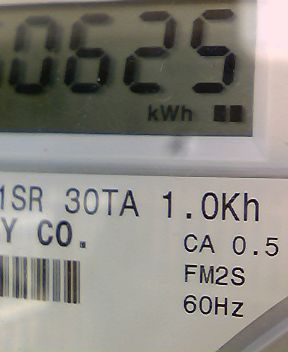 0625
kWh
1SR 30TA 1.0Kh
Y CO.
CA 0.5
FM2S
60Hz